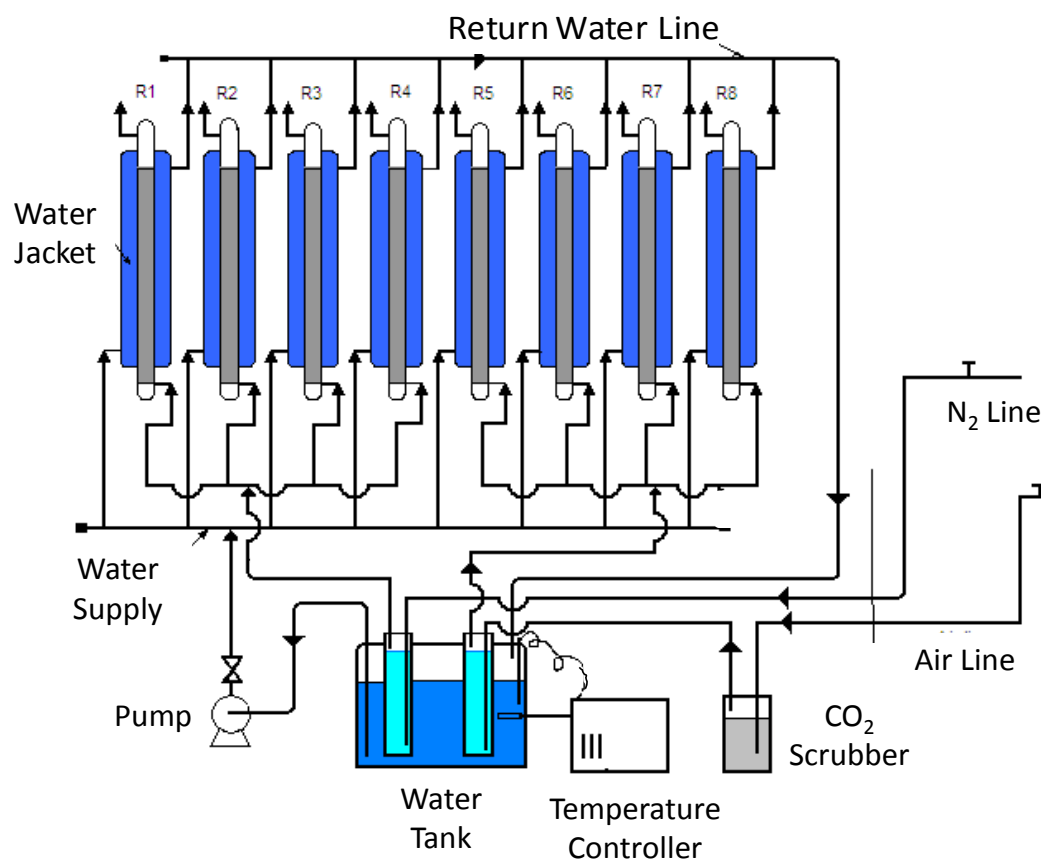 Return Water Line
R1 R2 R3 R4 R5 R6 R7 R8
Water
Jacket
N₂ Line
Water
Supply
Air Line
Pump
CO₂
Scrubber
Water
Tank
Temperature
Controller